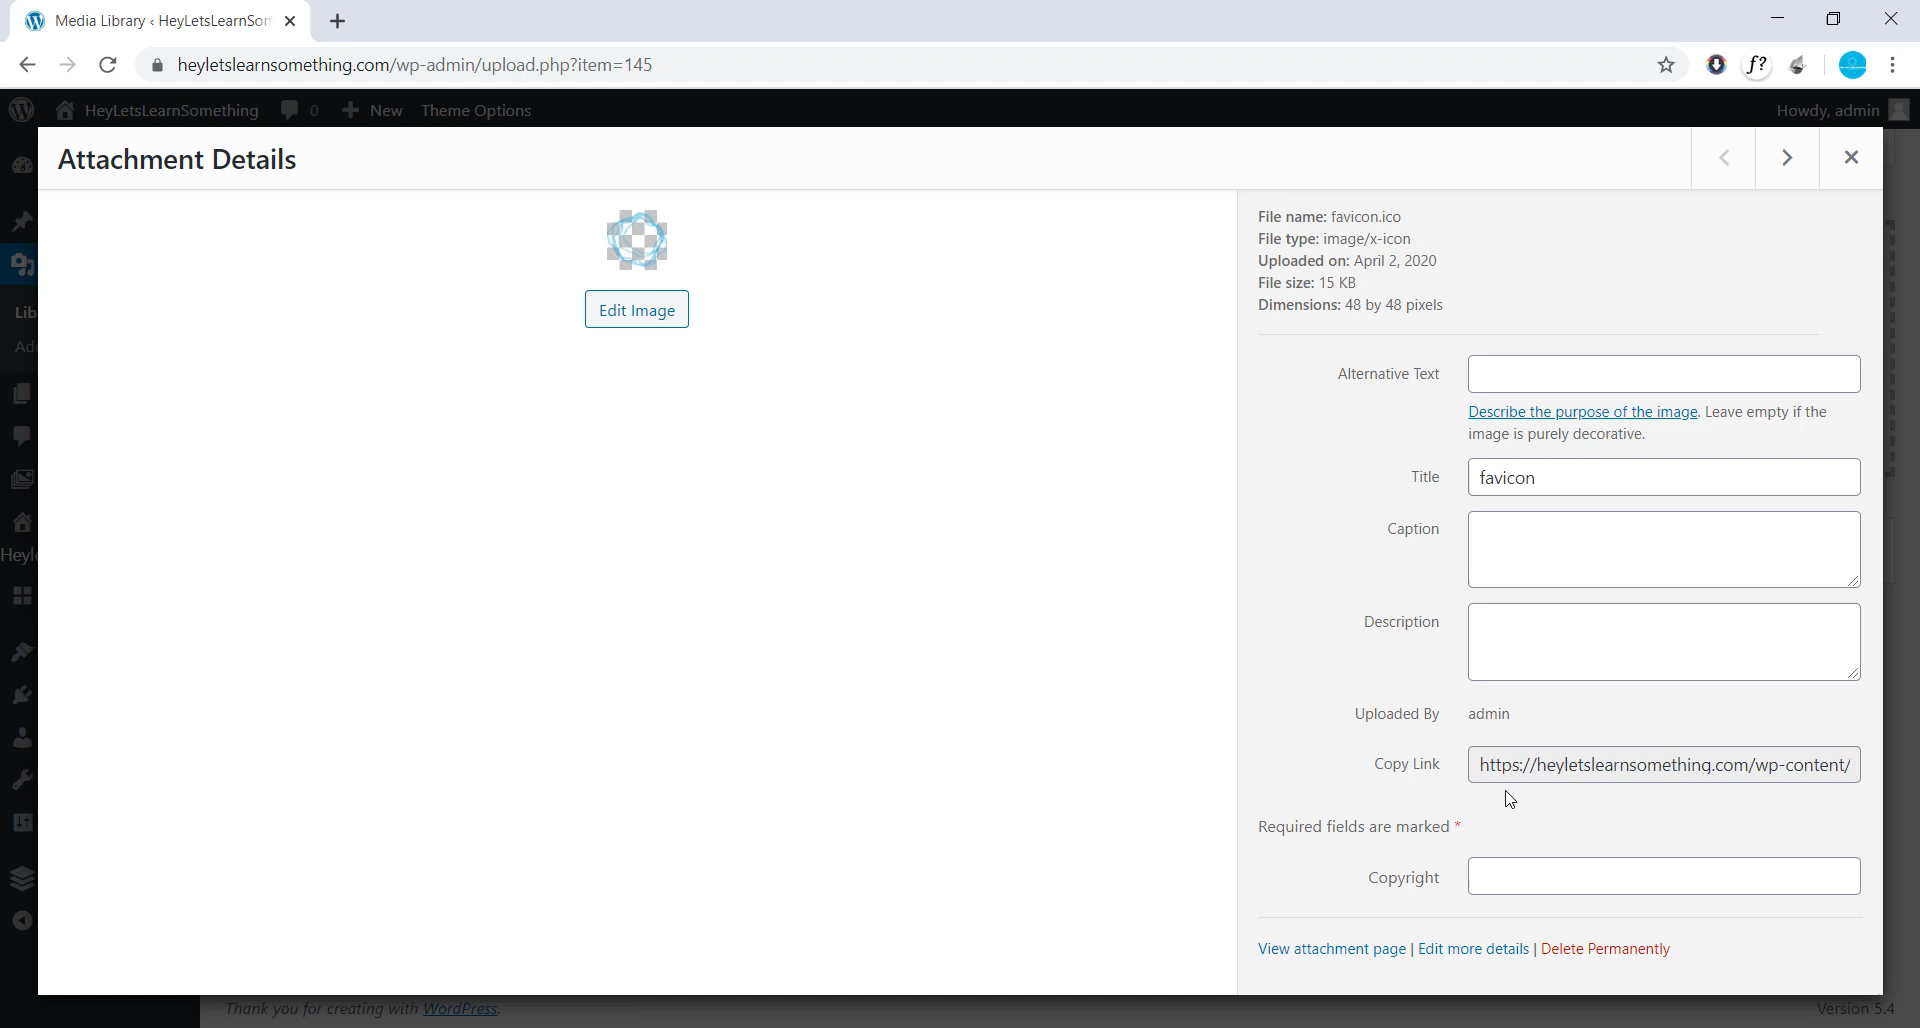 Media Library ‹ HeyLetsLearnSom
heyletslearnsomething.com/wp-admin/upload.php?item=145
f?
HeyLetsLearnSomething 0 New Theme Options Howdy, admin
Attachment Details
Lib
Add
Heyle
Edit Image
File name: favicon.ico
File type: image/x-icon
Uploaded on: April 2, 2020
File size: 15 KB
Dimensions: 48 by 48 pixels
Alternative Text
Describe the purpose of the image. Leave empty if the
image is purely decorative.
Title favicon
Caption
Description
Uploaded By admin
Copy Link https://heyletslearnsomething.com/wp-content/
Required fields are marked *
Copyright
View attachment page | Edit more details | Delete Permanently
Thank you for creating with WordPress. Version 5.4